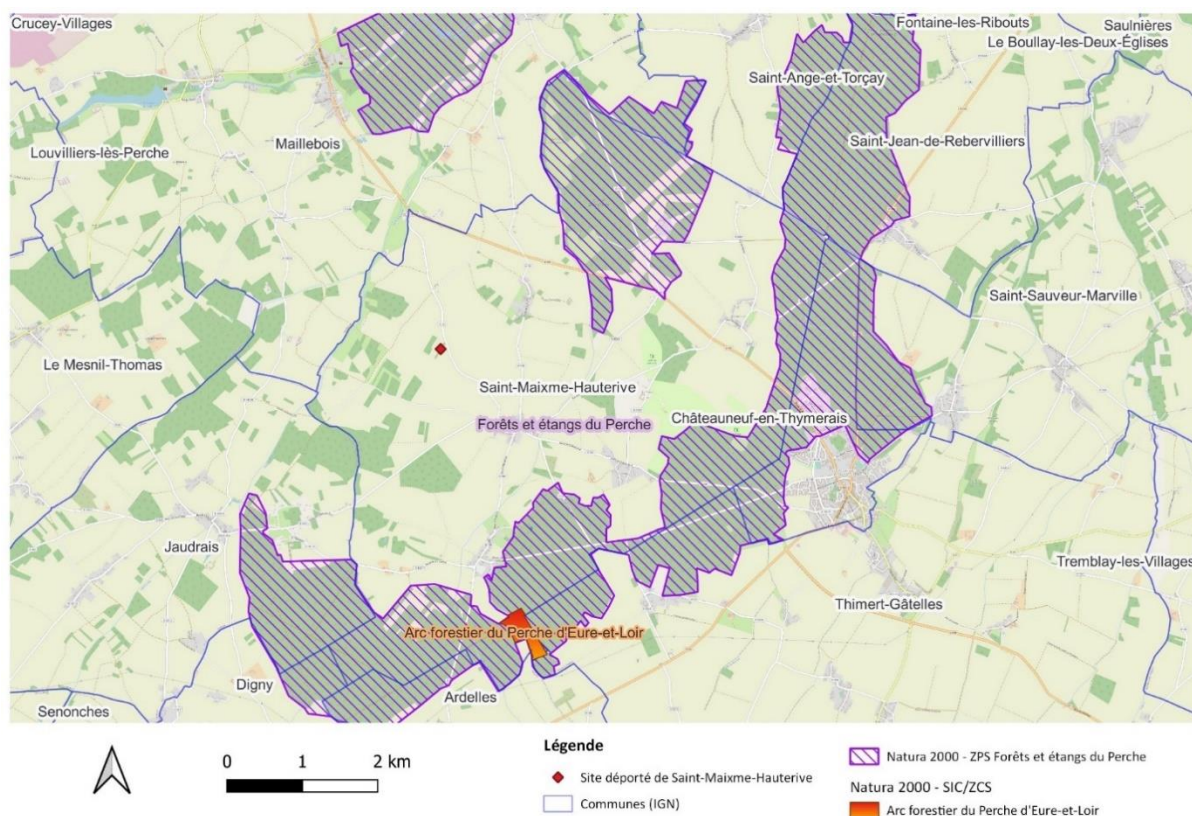 Crucey-Villages
Fontaine-les-Ribouts
Saulnières
Le Boullay-les-Deux-Églises
Saint-Ange-et-Torçay
Maillebois
Saint-Jean-de-Rebervilliers
Louvilliers-lès-Perche
Saint-Sauveur-Marville
Le Mesnil-Thomas
Saint-Maixme-Hauterive
Châteauneuf-en-Thymerais
Forêts et étangs du Perche
Jaudrais
Tremblay-les-Villages
Thimert-Gâtelles
Arc forestier du Perche d'Eure-et-Loir
Digny
Ardelles
Senonches
0 1 2 km
Légende
Site déporté de Saint-Maixme-Hauterive
Communes (IGN)
Natura 2000 - ZPS Forêts et étangs du Perche
Natura 2000 - SIC/ZCS
Arc forestier du Perche d'Eure-et-Loir